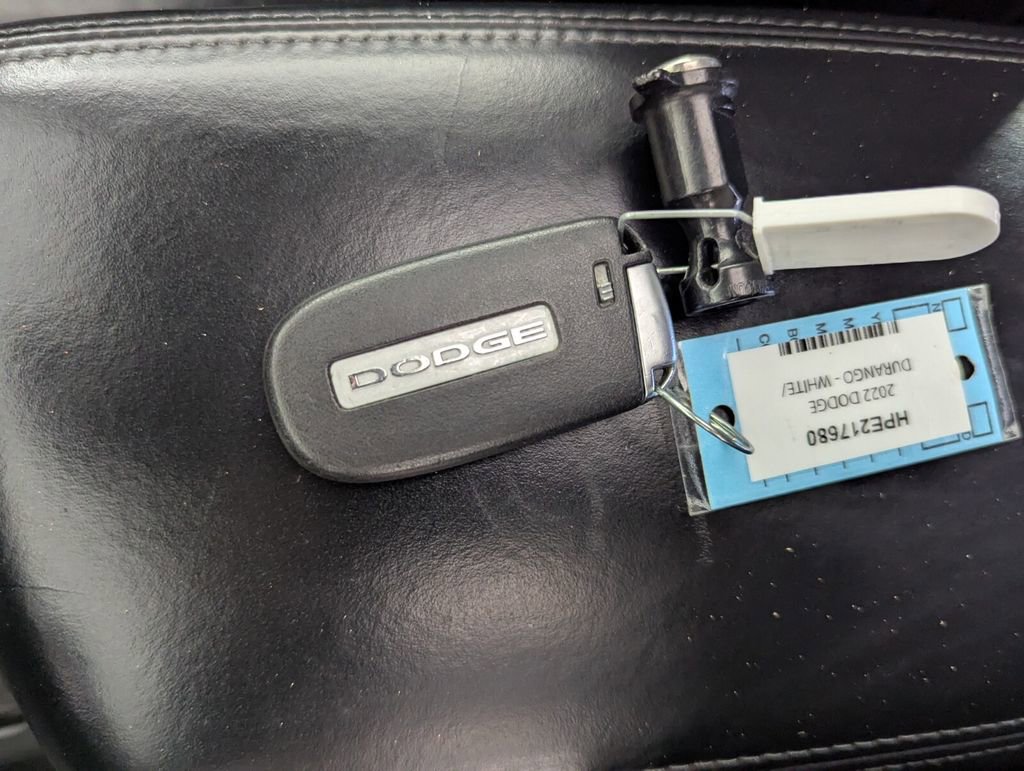 DODGE
HPE217680
2022 DODGE
DURANGO - WHITE/